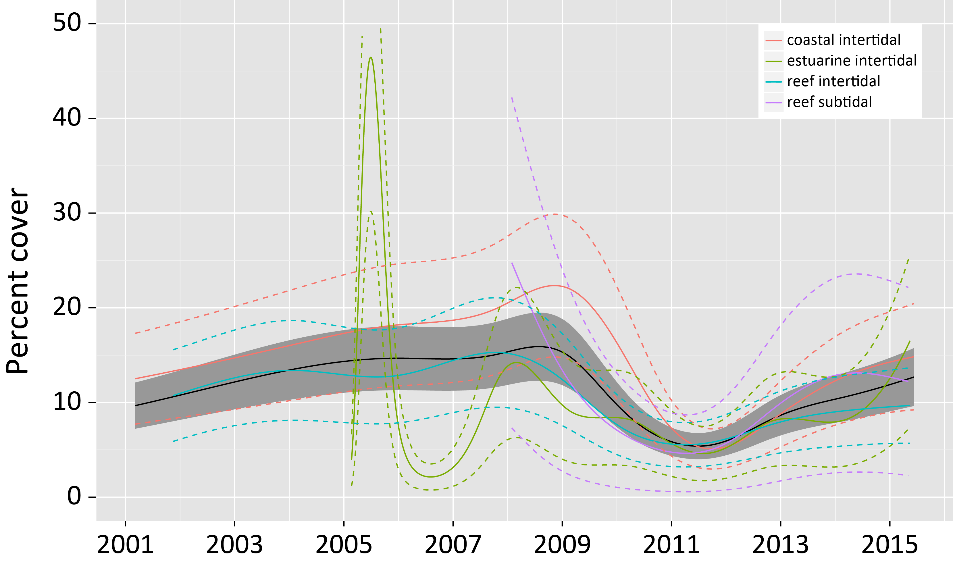 Percent cover
50
40
30
20
10
0
2001 2003 2005 2007 2009 2011 2013 2015
coastal intertidal
estuarine intertidal
reef intertidal
reef subtidal